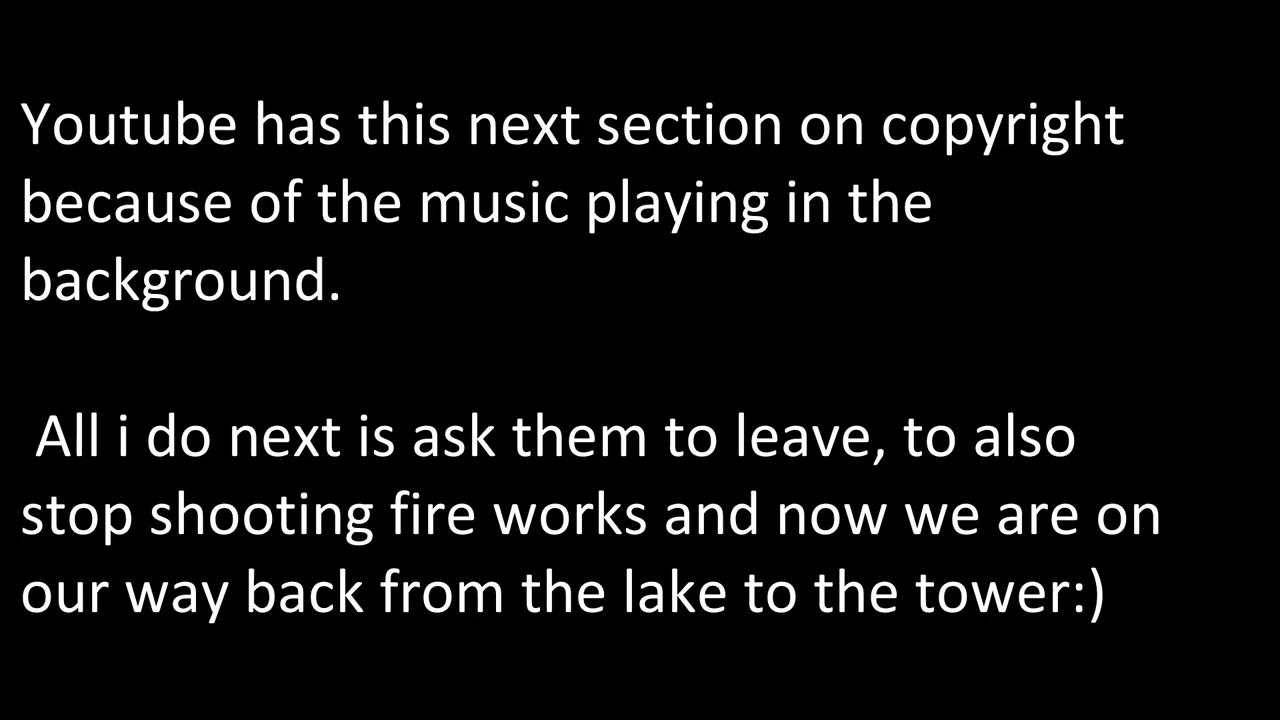 Youtube has this next section on copyright
because of the music playing in the
background.
All i do next is ask them to leave, to also
stop shooting fire works and now we are on
our way back from the lake to the tower:)